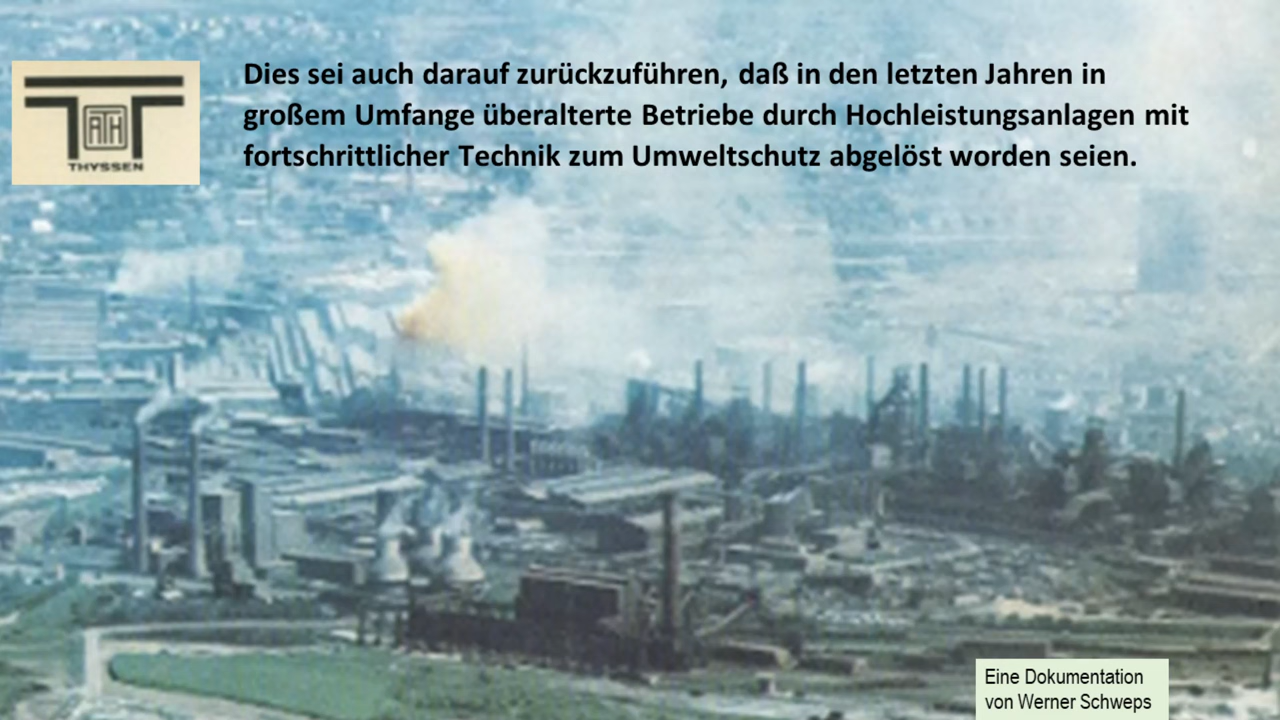 ATH
THYSSEN
Dies sei auch darauf zurückzuführen, daß in den letzten Jahren in
großem Umfange überalterte Betriebe durch Hochleistungsanlagen mit
fortschrittlicher Technik zum Umweltschutz abgelöst worden seien.
Eine Dokumentation
von Werner Schweps